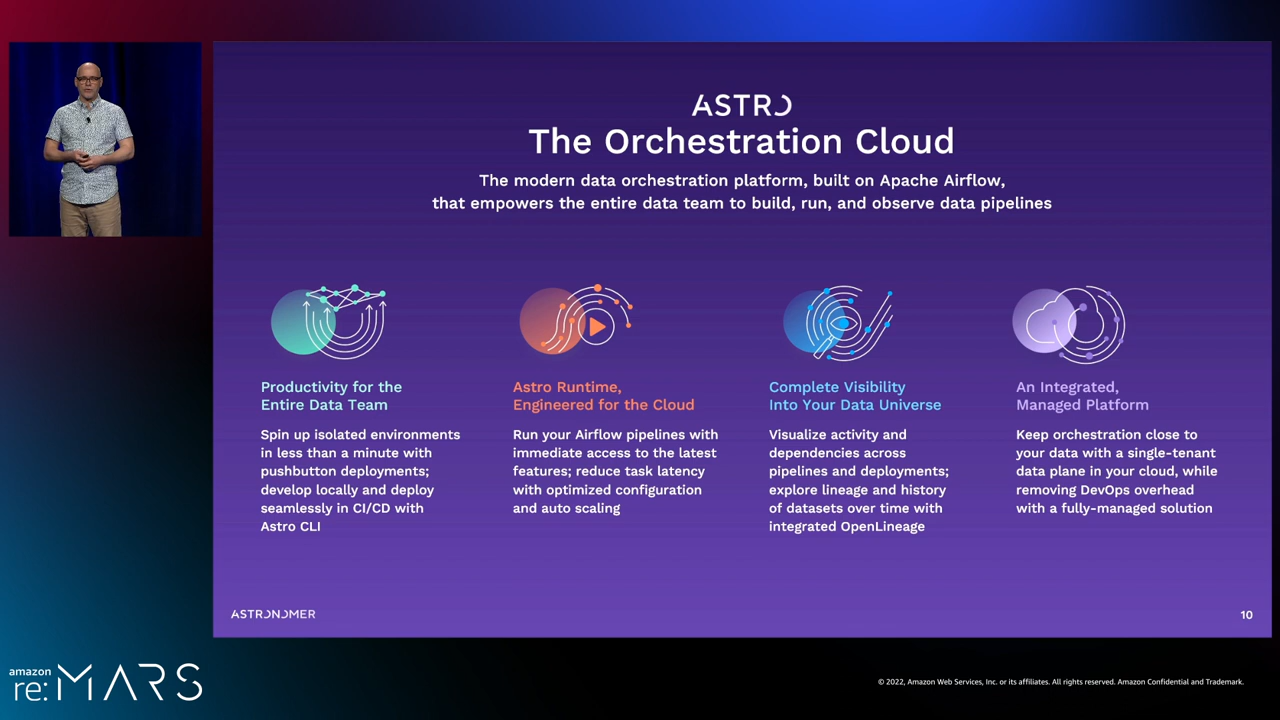 ASTRO
The Orchestration Cloud
The modern data orchestration platform, built on Apache Airflow,
that empowers the entire data team to build, run, and observe data pipelines
Productivity for the
Entire Data Team
Spin up isolated environments
in less than a minute with
pushbutton deployments;
develop locally and deploy
seamlessly in CI/CD with
Astro CLI
Astro Runtime,
Engineered for the Cloud
Run your Airflow pipelines with
immediate access to the latest
features; reduce task latency
with optimized configuration
and auto scaling
Complete Visibility
Into Your Data Universe
Visualize activity and
dependencies across
pipelines and deployments;
explore lineage and history
of datasets over time with
integrated OpenLineage
An Integrated,
Managed Platform
Keep orchestration close to
your data with a single-tenant
data plane in your cloud, while
removing DevOps overhead
with a fully-managed solution
ASTRONOMER
10
amazon
re:MARS
© 2022, Amazon Web Services, Inc. or its affiliates. All rights reserved. Amazon Confidential and Trademark.